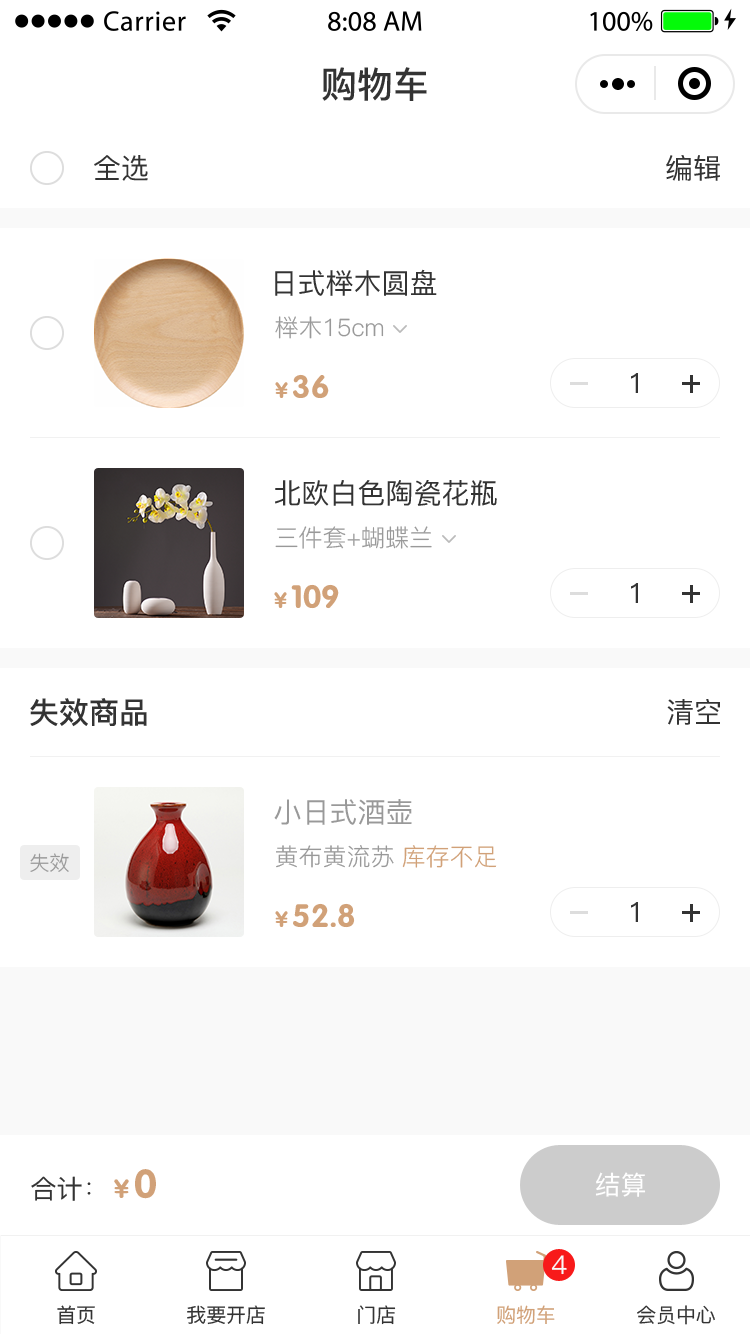 Carrier 8:08 AM 100%
购物车
全选 编辑
日式榉木圆盘
榉木15cm
¥36 1
北欧白色陶瓷花瓶
三件套+蝴蝶兰
¥109 1
失效商品 清空
小日式酒壶
失效 黄布黄流苏 库存不足
¥52.8 1
合计： ¥0 结算
4
首页 我要开店 门店 购物车 会员中心